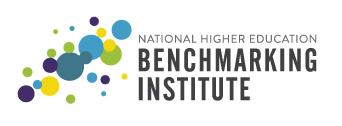 NATIONAL HIGHER EDUCATION
BENCHMARKING
INSTITUTE